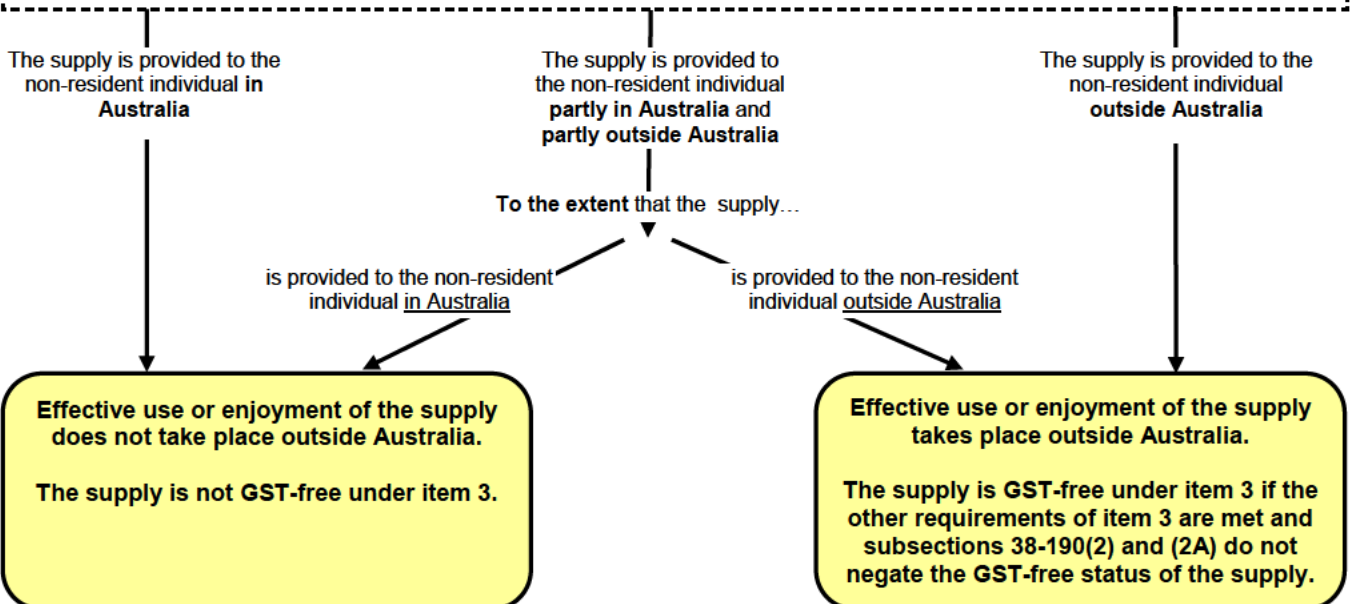 The supply is provided to the
non-resident individual in
Australia
The supply is provided to
the non-resident individual
partly in Australia and
partly outside Australia
The supply is provided to the
non-resident individual
outside Australia
To the extent that the supply…
is provided to the non-resident
individual in Australia
is provided to the non-resident
individual outside Australia
Effective use or enjoyment of the supply
does not take place outside Australia.
The supply is not GST-free under item 3.
Effective use or enjoyment of the supply
takes place outside Australia.
The supply is GST-free under item 3 if the
other requirements of item 3 are met and
subsections 38-190(2) and (2A) do not
negate the GST-free status of the supply.